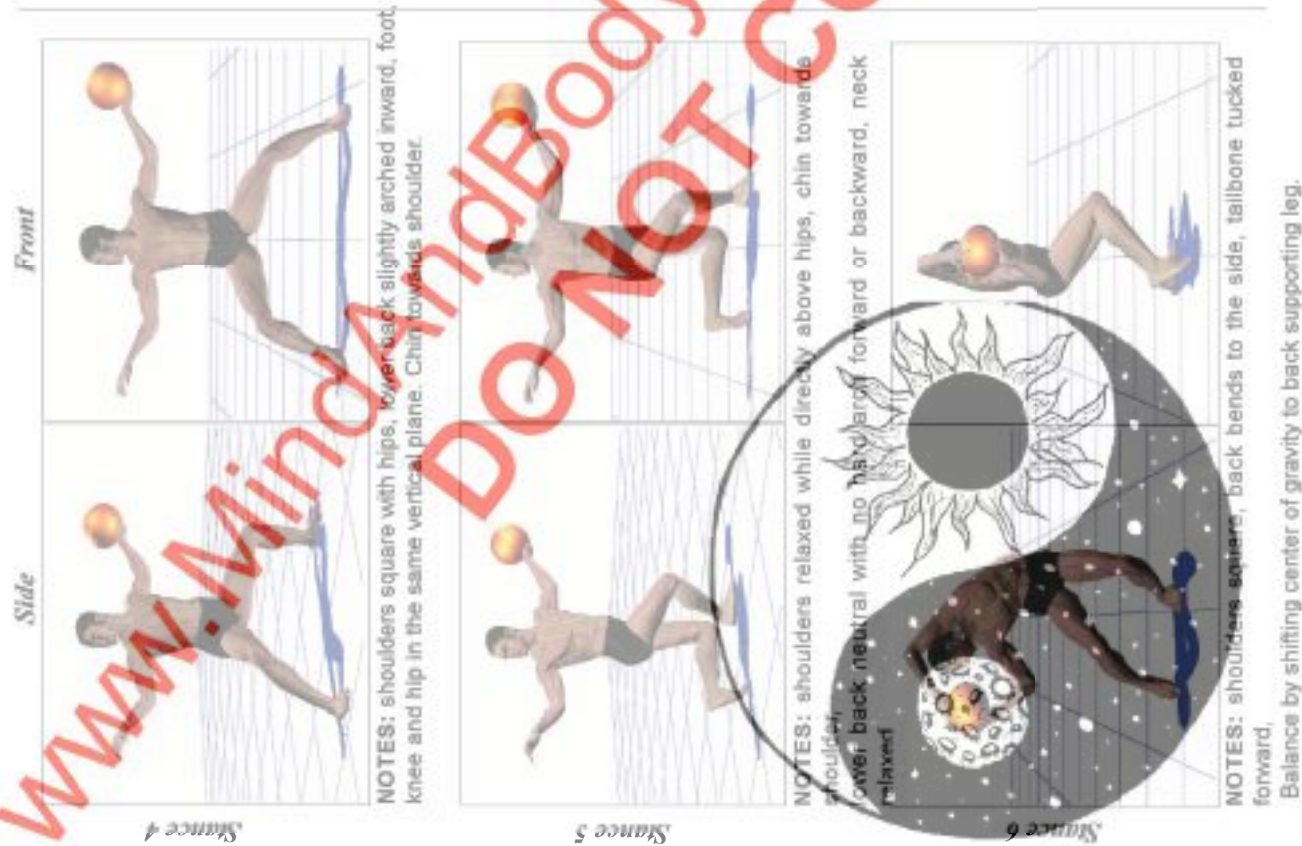 Front
Side
Stance 4
NOTES: shoulders square with hips, lower back slightly arched inward, foot,
knee and hip in the same vertical plane. Chin towards shoulder.
Stance 5
NOTES: shoulders relaxed while directly above hips, chin towards
shoulder,
lower back neutral with no hard arch forward or backward, neck
relaxed
Stance 6
NOTES: shoulders square, back bends to the side, tailbone tucked
forward,
Balance by shifting center of gravity to back supporting leg.
www.MindAndBody
DO NOT